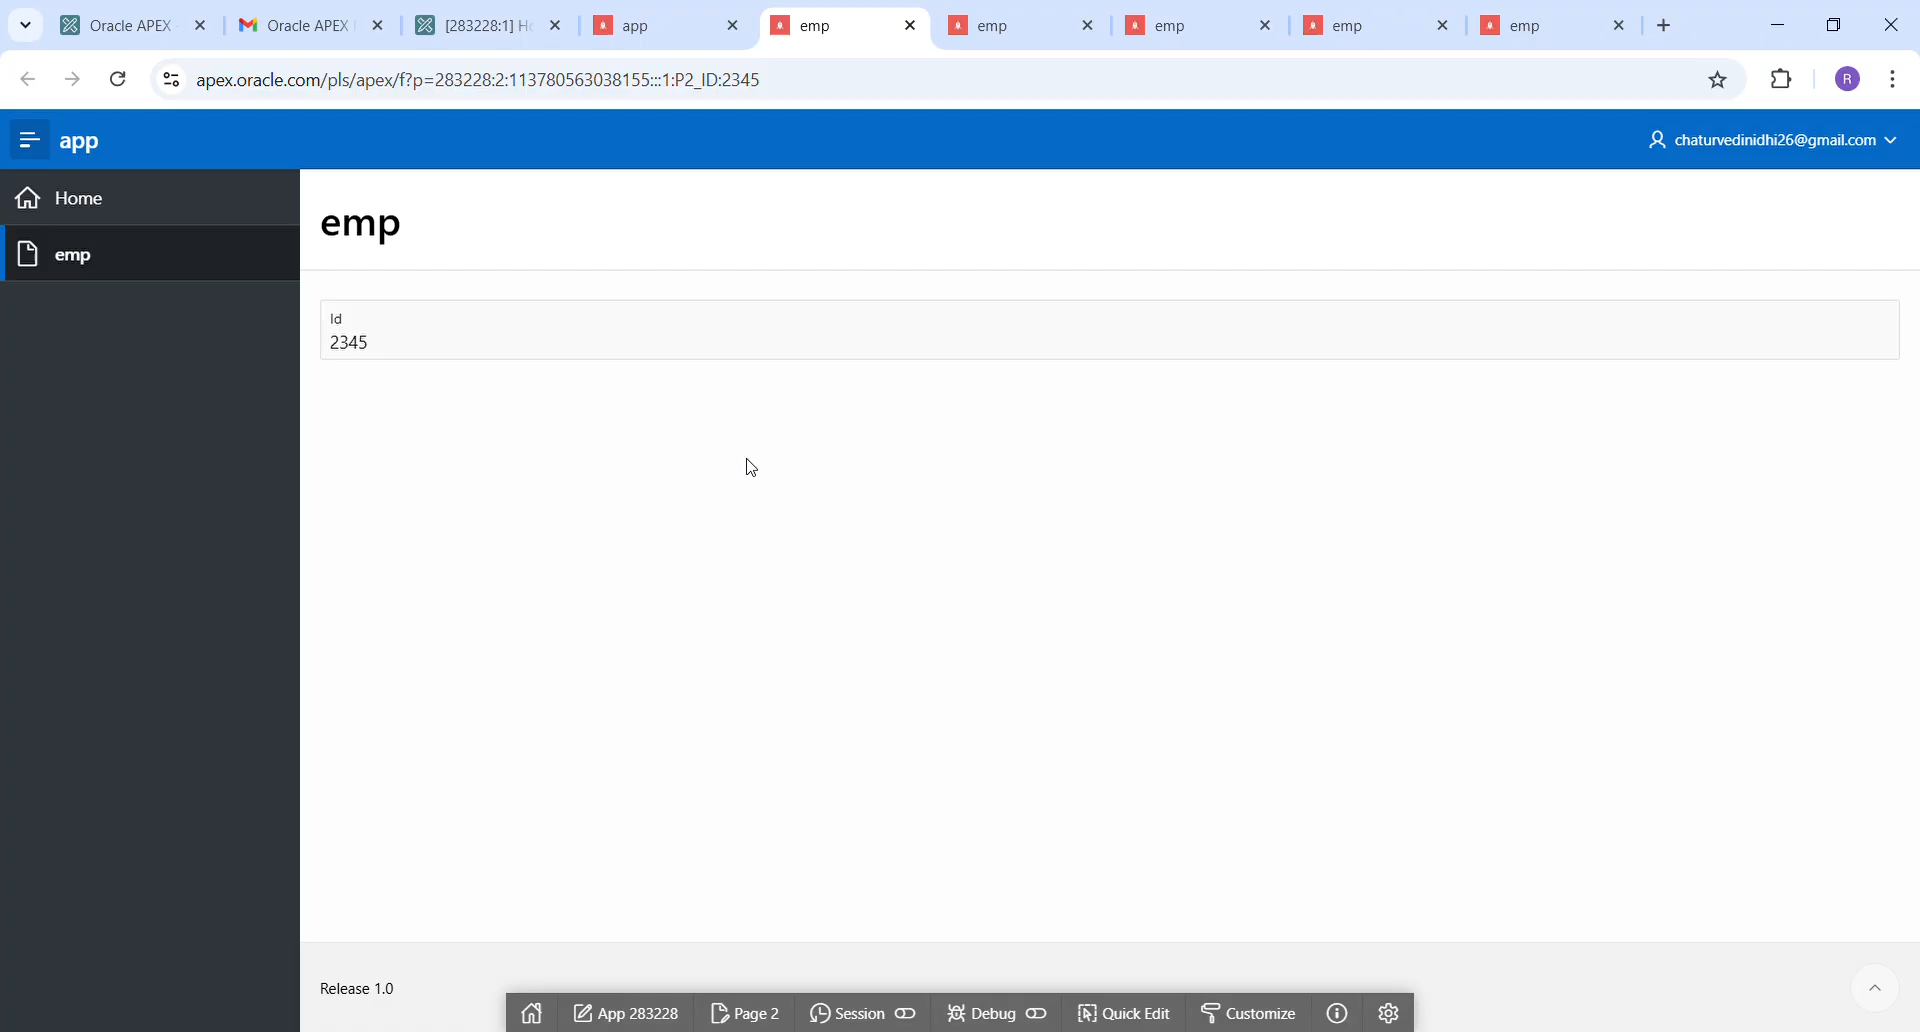 Oracle APEX
Oracle APEX
[283228:1] Ho
app
emp
emp
emp
emp
emp
apex.oracle.com/pls/apex/f?p=283228:2:113780563038155:::1:P2_ID:2345
R
app
chaturvedinidhi26@gmail.com
Home
emp
emp
Id
2345
Release 1.0
App 283228
Page 2
Session
Debug
Quick Edit
Customize